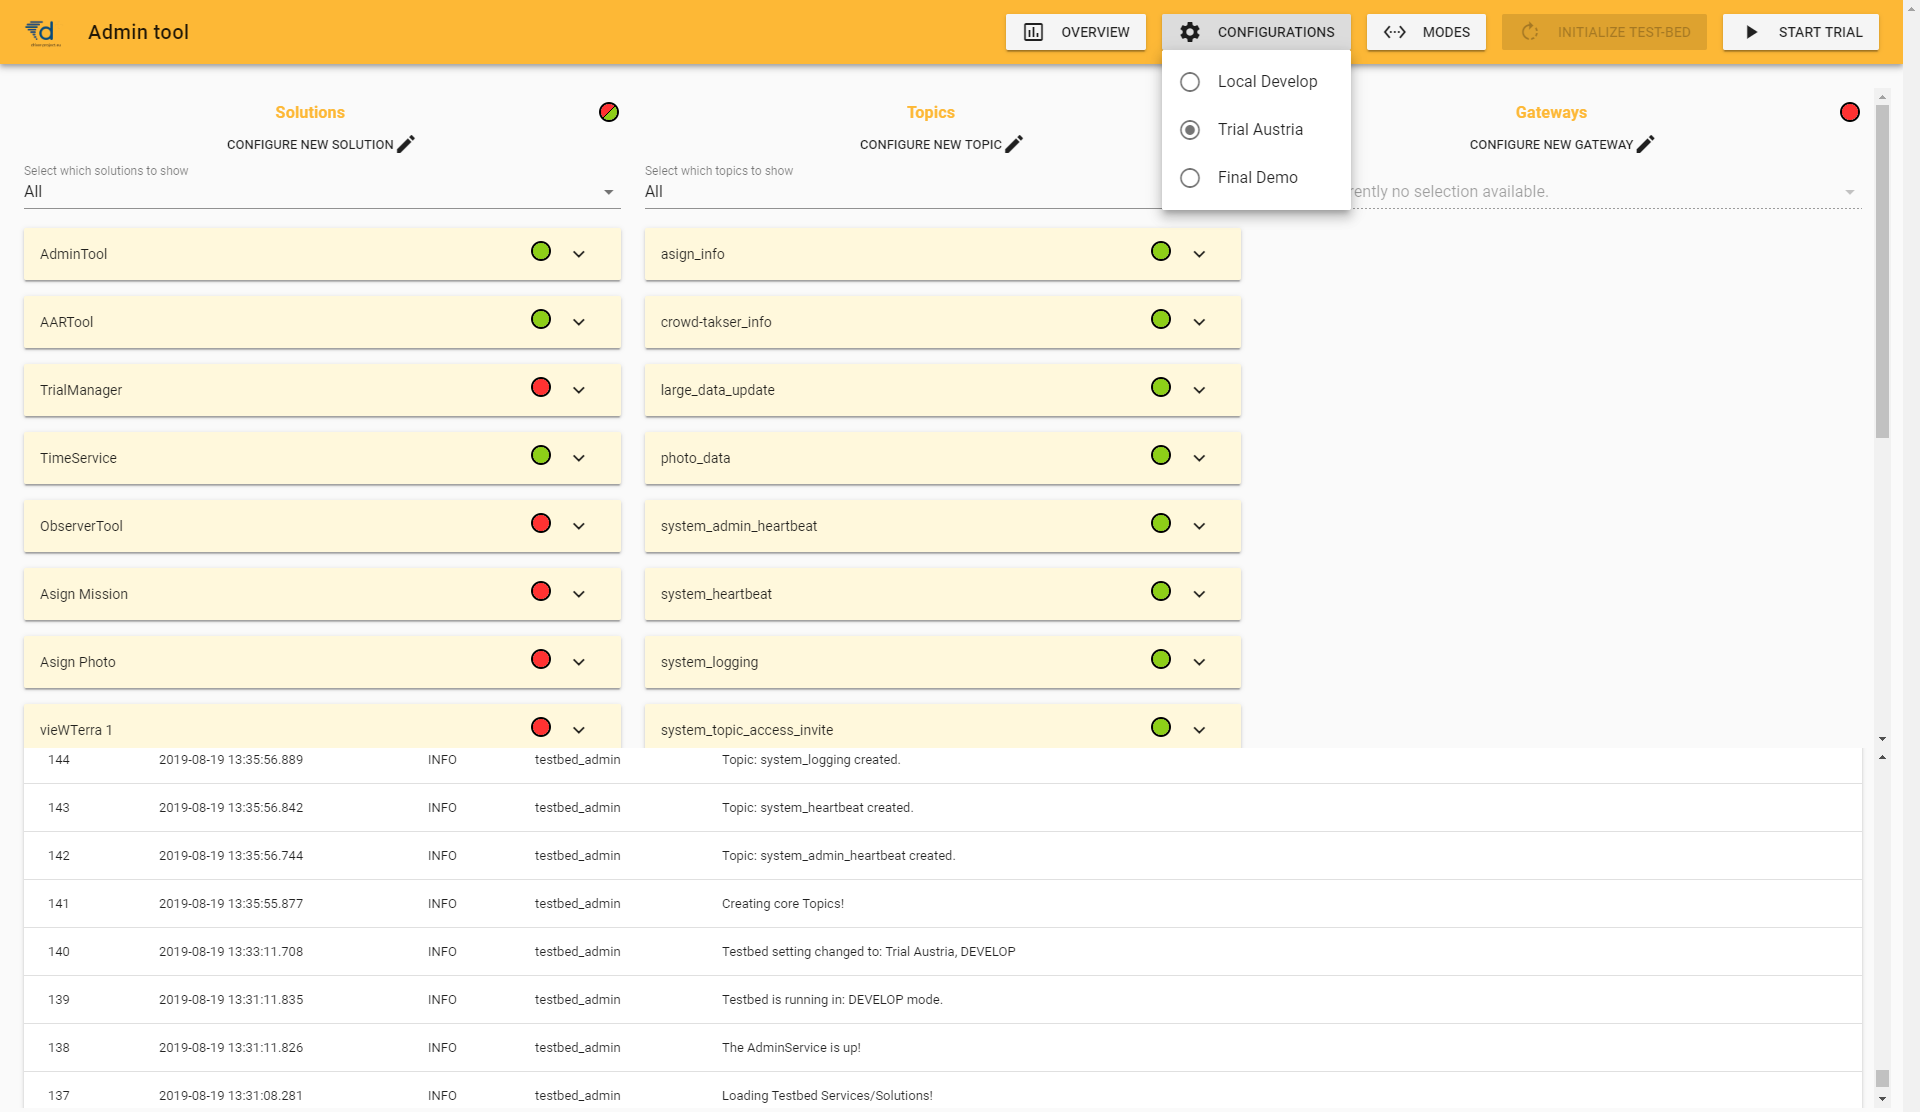 Admin tool
OVERVIEW
CONFIGURATIONS
MODES
INITIALIZE TEST-BED
START TRIAL
Local Develop
Trial Austria
Final Demo
Solutions
CONFIGURE NEW SOLUTION
Select which solutions to show
All
AdminTool
AARTool
TrialManager
TimeService
ObserverTool
Asign Mission
Asign Photo
vieWTerra 1
Topics
CONFIGURE NEW TOPIC
Select which topics to show
All
asign_info
crowd-takser_info
large_data_update
photo_data
system_admin_heartbeat
system_heartbeat
system_logging
system_topic_access_invite
Gateways
CONFIGURE NEW GATEWAY
no selection available.
144 2019-08-19 13:35:56.889 INFO testbed_admin Topic: system_logging created.
143 2019-08-19 13:35:56.842 INFO testbed_admin Topic: system_heartbeat created.
142 2019-08-19 13:35:56.744 INFO testbed_admin Topic: system_admin_heartbeat created.
141 2019-08-19 13:35:55.877 INFO testbed_admin Creating core Topics!
140 2019-08-19 13:33:11.708 INFO testbed_admin Testbed setting changed to: Trial Austria, DEVELOP
139 2019-08-19 13:31:11.835 INFO testbed_admin Testbed is running in: DEVELOP mode.
138 2019-08-19 13:31:11.826 INFO testbed_admin The AdminService is up!
137 2019-08-19 13:31:08.281 INFO testbed_admin Loading Testbed Services/Solutions!